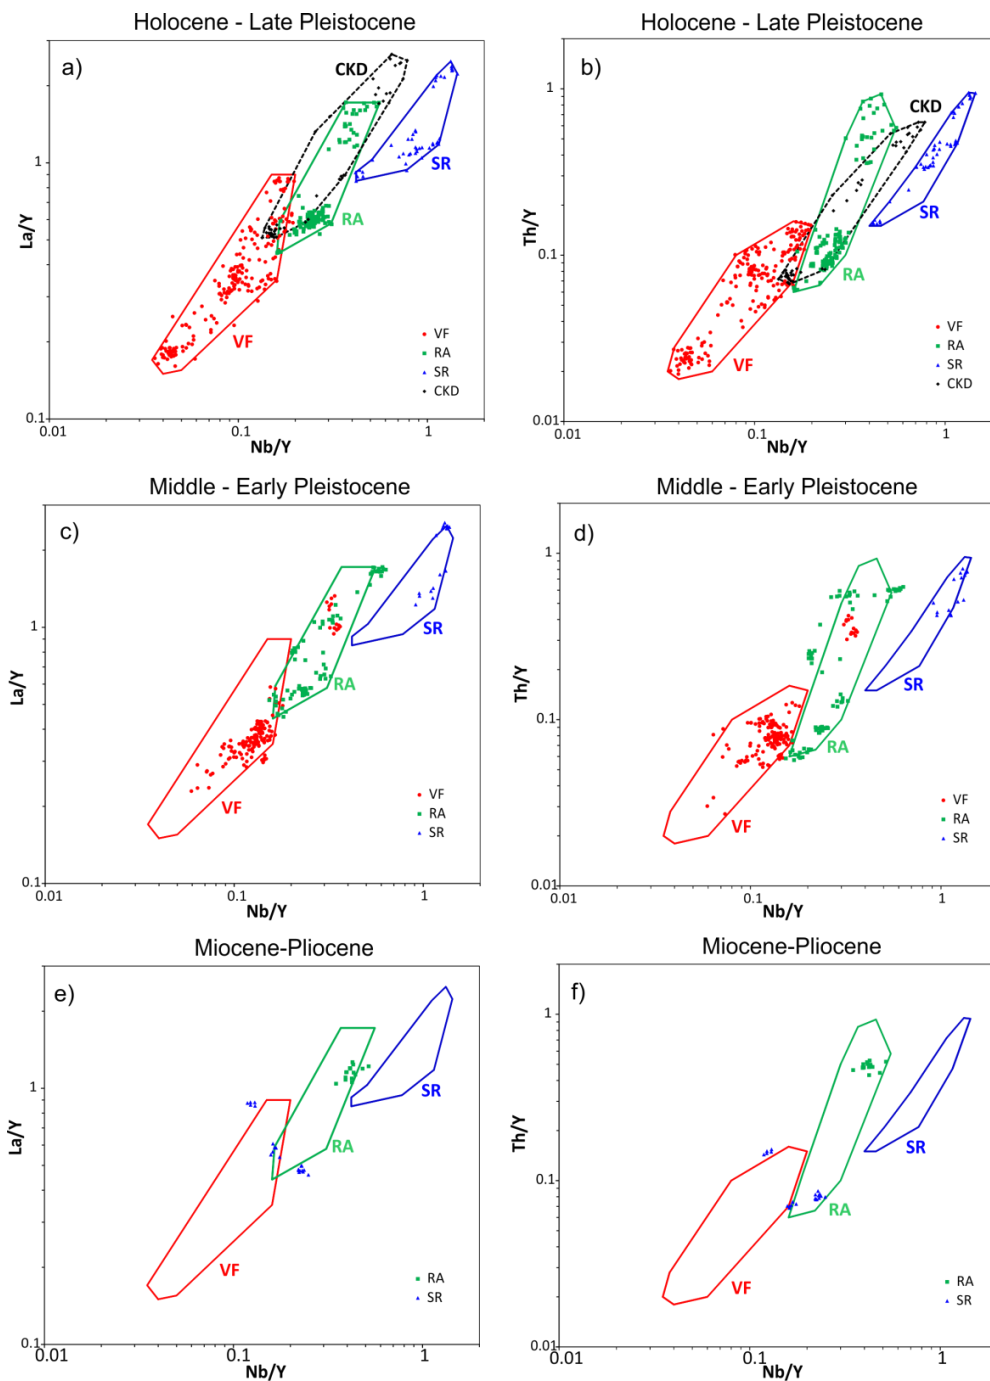 Holocene - Late Pleistocene
a)
La/Y
1
0.1
0.01
0.1
1
Nb/Y
CKD
SR
RA
VF
VF
RA
SR
CKD
Holocene - Late Pleistocene
b)
Th/Y
1
0.1
0.01
0.01
0.1
1
Nb/Y
CKD
SR
RA
VF
VF
RA
SR
CKD
Middle - Early Pleistocene
c)
La/Y
1
0.1
0.01
0.1
1
Nb/Y
SR
RA
VF
VF
RA
SR
Middle - Early Pleistocene
d)
Th/Y
1
0.1
0.01
0.1
1
Nb/Y
SR
RA
VF
VF
RA
SR
Miocene-Pliocene
e)
La/Y
1
0.1
0.01
0.1
1
Nb/Y
SR
RA
VF
RA
SR
Miocene-Pliocene
f)
Th/Y
1
0.1
0.01
0.01
0.1
1
Nb/Y
SR
RA
VF
RA
SR